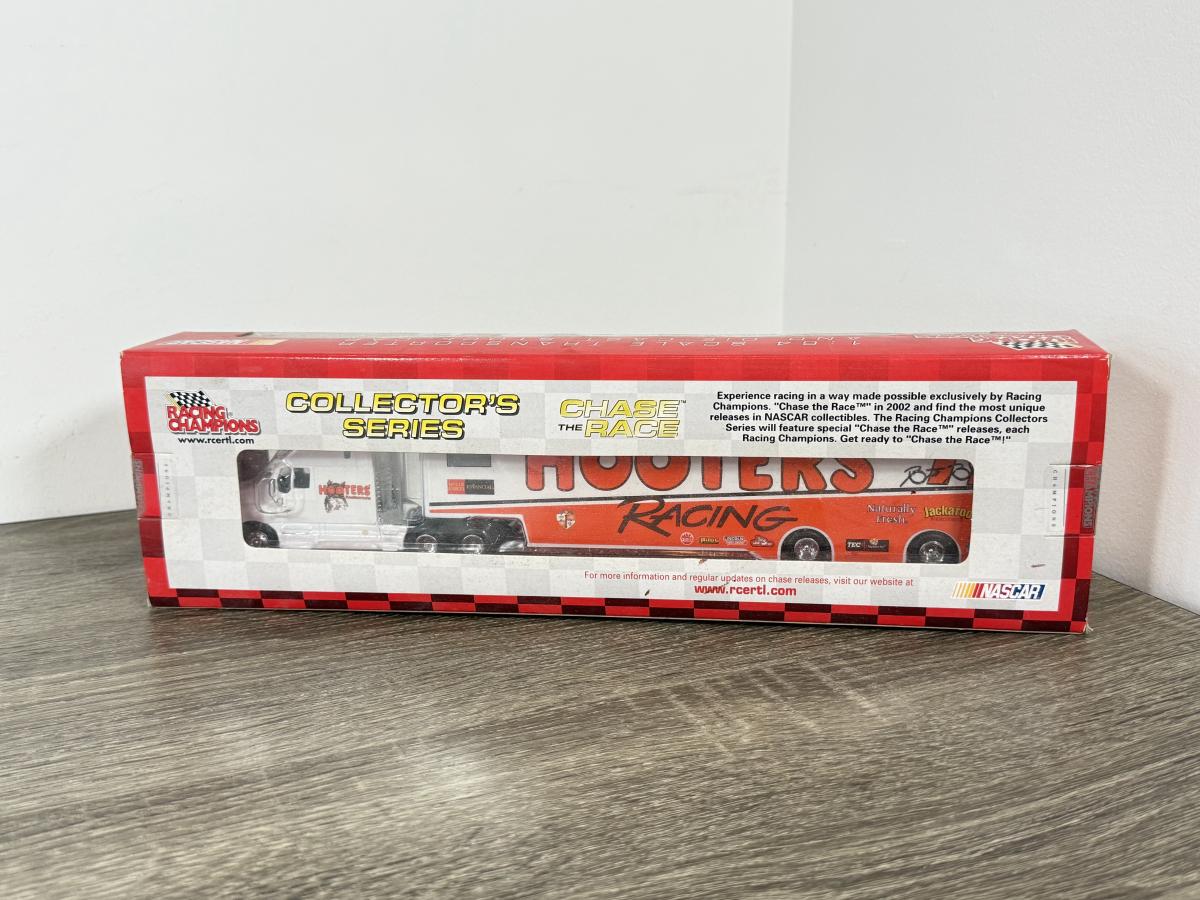 RACING
CHAMPIONS
www.rcertl.com
COLLECTOR'S
SERIES
CHASE™
THE RACE
Experience racing in a way made possible exclusively by Racing
Champions. "Chase the Race™" in 2002 and find the most unique
releases in NASCAR collectibles. The Racing Champions Collectors
Series will feature special "Chase the Race™" releases, each
Racing Champions. Get ready to "Chase the Race™!"
HOOTERS
HOOTERS
RACING
Naturally
Fresh.
Jackaroo
TEC
For more information and regular updates on chase releases, visit our website at
www.rcertl.com
NASCAR